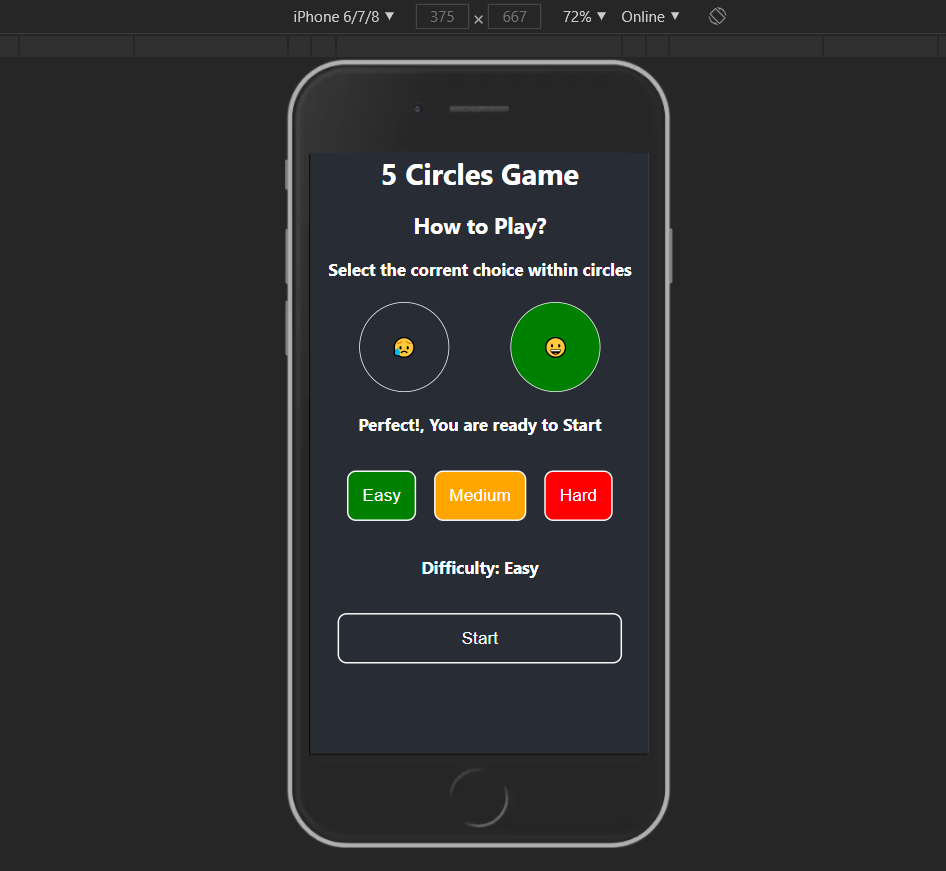 iPhone 6/7/8 ▼ 375 × 667 72% ▼ Online ▼
5 Circles Game
How to Play?
Select the corrent choice within circles
Perfect!, You are ready to Start
Easy Medium Hard
Difficulty: Easy
Start